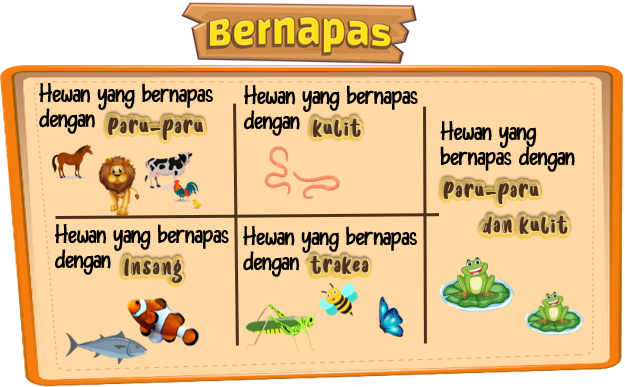 Bernapas
Hewan yang bernapas
dengan Paru-paru
Hewan yang bernapas
dengan kulit
Hewan yang
bernapas dengan
Paru-paru
dan kulit
Hewan yang bernapas
dengan Insang
Hewan yang bernapas
dengan trakea